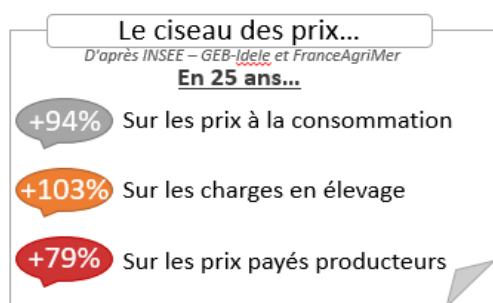 Le ciseau des prix...
D'après INSEE – GEB-Idele et FranceAgriMer
En 25 ans...
+94% Sur les prix à la consommation
+103% Sur les charges en élevage
+79% Sur les prix payés producteurs